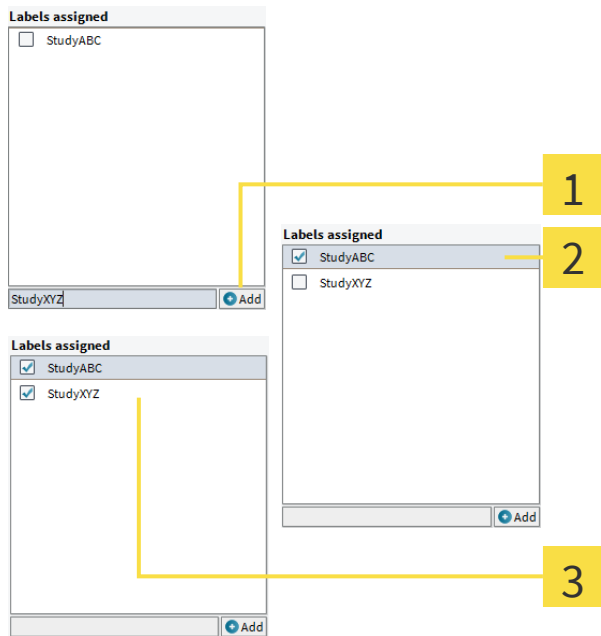 Labels assigned
StudyABC
StudyXYZ
Add
1
Labels assigned
StudyABC
StudyXYZ
Add
2
Labels assigned
StudyABC
StudyXYZ
Add
3